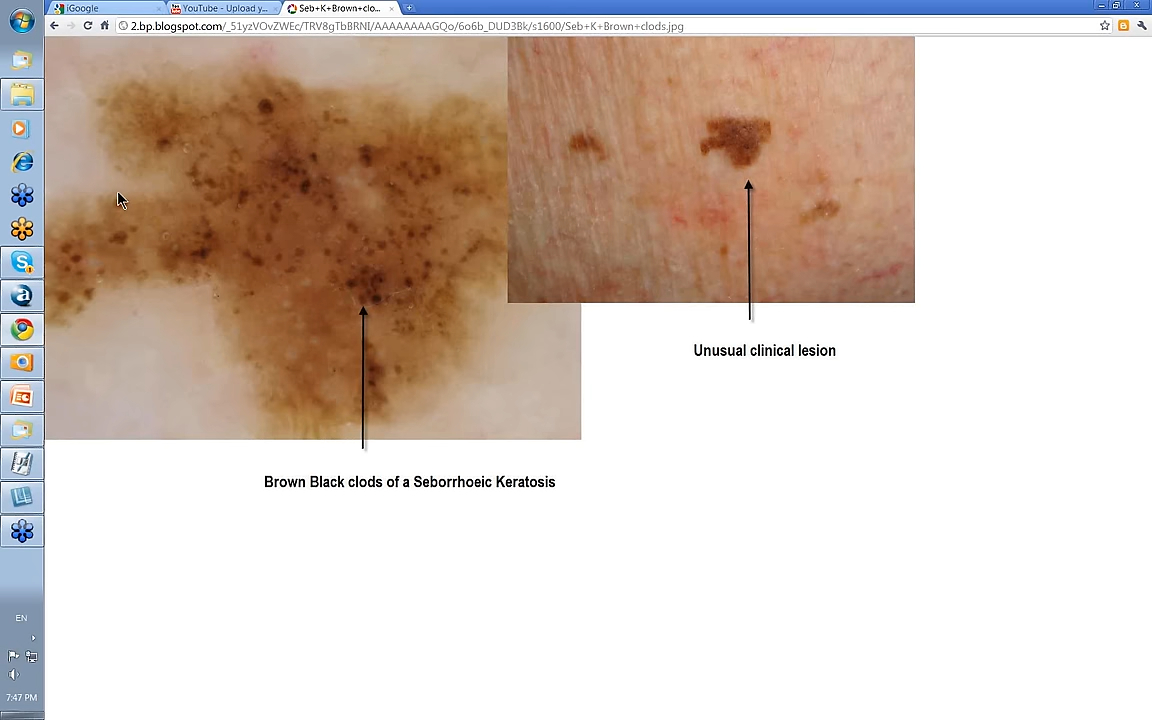 iGoogle
YouTube - Upload y...
Seb+K+Brown+clo...
2.bp.blogspot.com/_51yzVOvZWEc/TRV8gTbBRNI/AAAAAAAAGQo/6o6b_DUD3Bk/s1600/Seb+K+Brown+clods.jpg
Unusual clinical lesion
Brown Black clods of a Seborrhoeic Keratosis
EN
7:47 PM